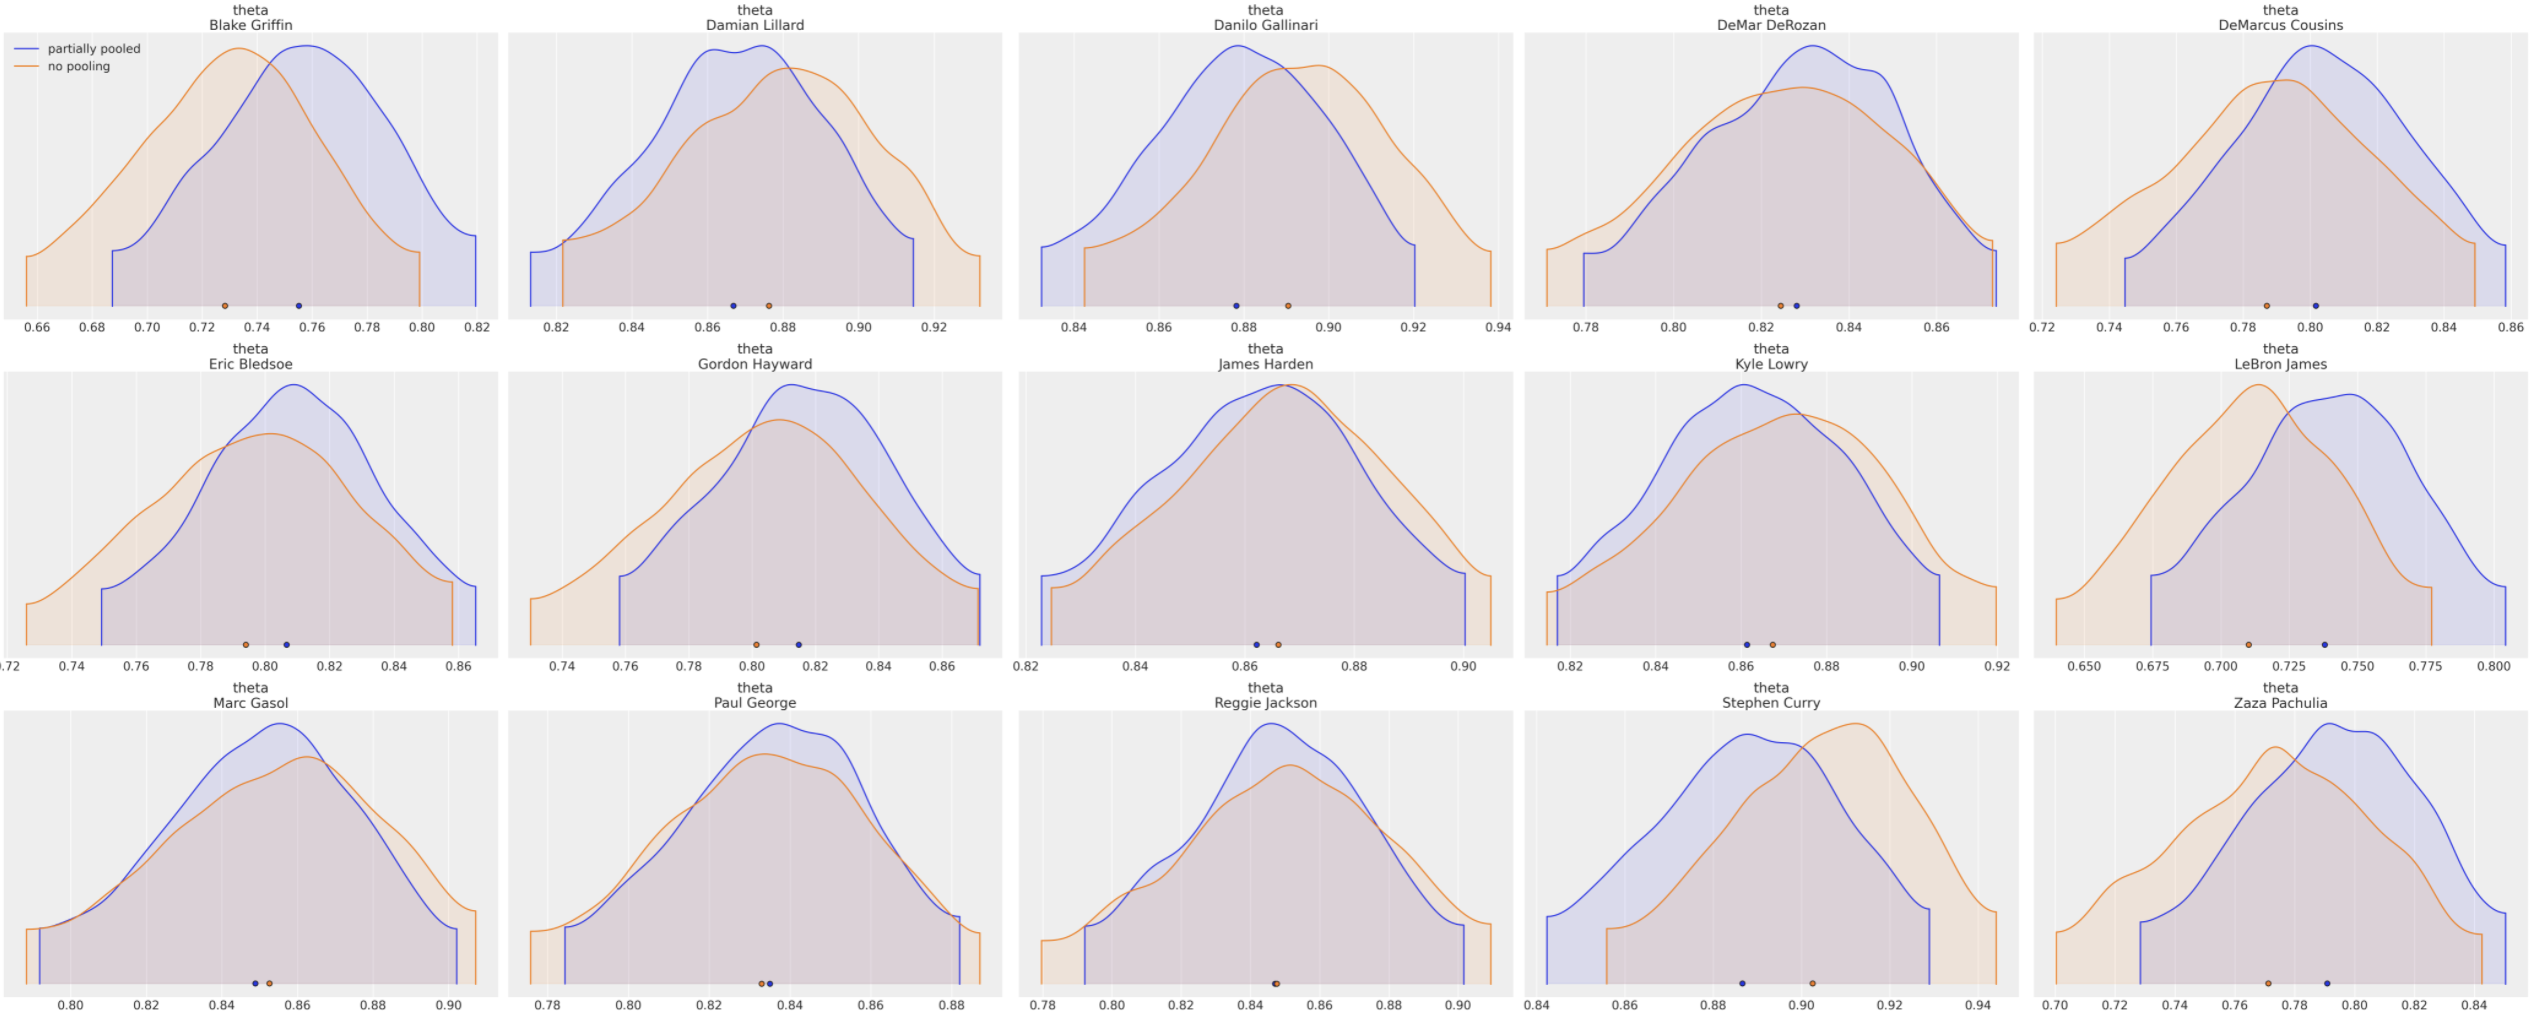 theta theta theta theta theta
Blake Griffin Damian Lillard Danilo Gallinari DeMar DeRozan DeMarcus Cousins
partially pooled
no pooling
0.66 0.68 0.70 0.72 0.74 0.76 0.78 0.80 0.82 0.82 0.84 0.86 0.88 0.90 0.92 0.84 0.86 0.88 0.90 0.92 0.94 0.78 0.80 0.82 0.84 0.86 0.72 0.74 0.76 0.78 0.80 0.82 0.84 0.86
theta theta theta theta theta
Eric Bledsoe Gordon Hayward James Harden Kyle Lowry LeBron James
0.72 0.74 0.76 0.78 0.80 0.82 0.84 0.86 0.74 0.76 0.78 0.80 0.82 0.84 0.86 0.82 0.84 0.86 0.88 0.90 0.82 0.84 0.86 0.88 0.90 0.92 0.650 0.675 0.700 0.725 0.750 0.775 0.800
theta theta theta theta theta
Marc Gasol Paul George Reggie Jackson Stephen Curry Zaza Pachulia
0.80 0.82 0.84 0.86 0.88 0.90 0.78 0.80 0.82 0.84 0.86 0.88 0.78 0.80 0.82 0.84 0.86 0.88 0.90 0.84 0.86 0.88 0.90 0.92 0.94 0.70 0.72 0.74 0.76 0.78 0.80 0.82 0.84